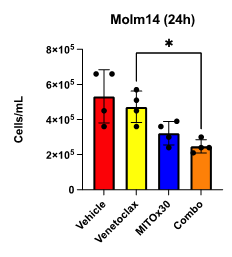 Molm14 (24h)
*
8×10⁵
6×10⁵
4×10⁵
2×10⁵
0
Cells/mL
Vehicle
Venetoclax
MITOx30
Combo